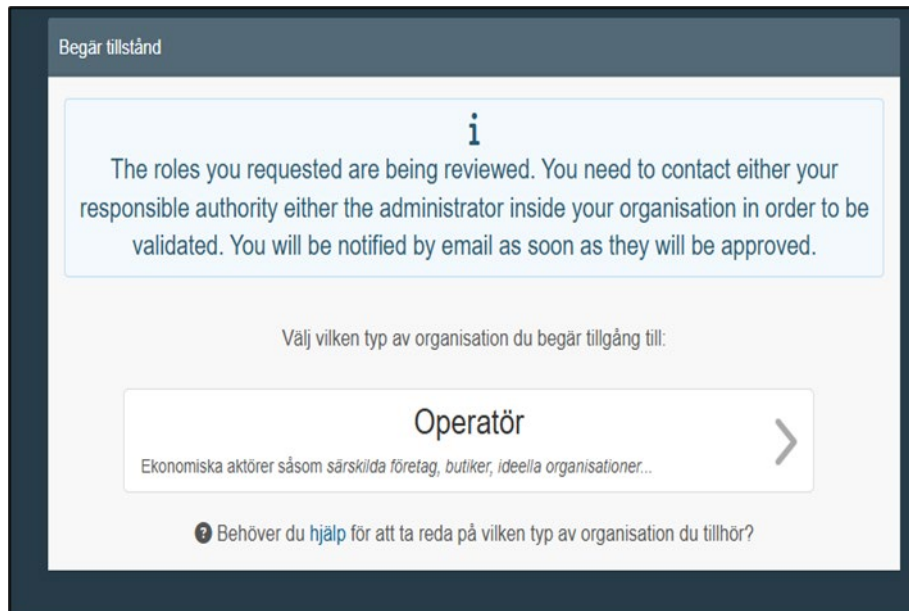 Begär tillstånd
i
The roles you requested are being reviewed. You need to contact either your
responsible authority either the administrator inside your organisation in order to be
validated. You will be notified by email as soon as they will be approved.
Välj vilken typ av organisation du begär tillgång till:
Operatör
Ekonomiska aktörer såsom särskilda företag, butiker, ideella organisationer...
? Behöver du hjälp för att ta reda på vilken typ av organisation du tillhör?